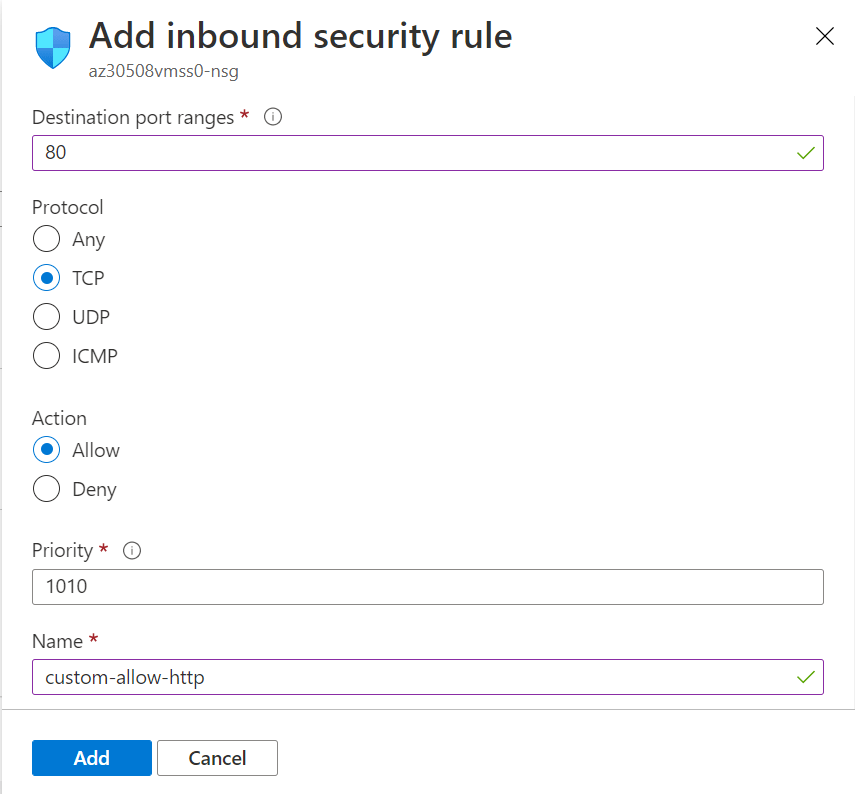 Add inbound security rule
az30508vmss0-nsg
Destination port ranges *
80
Protocol
Any
TCP
UDP
ICMP
Action
Allow
Deny
Priority *
1010
Name *
custom-allow-http
Add Cancel